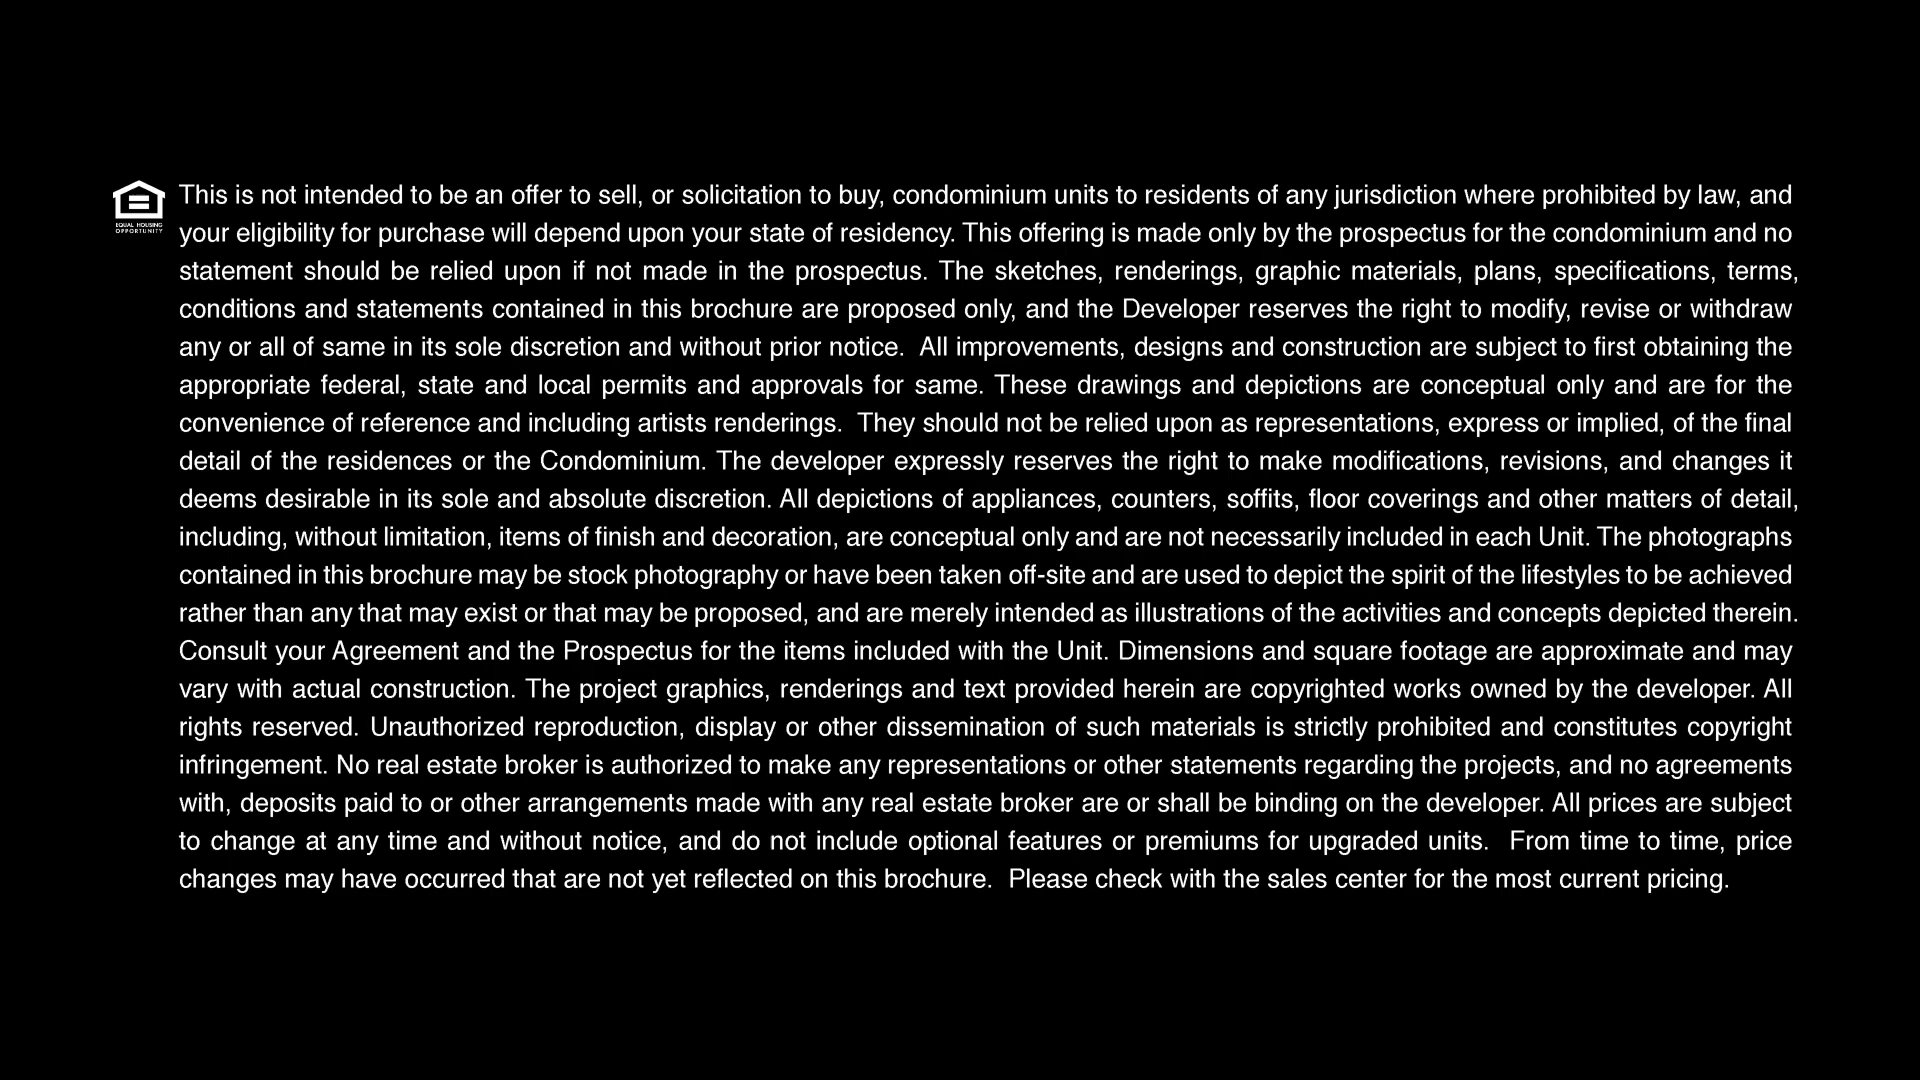 EQUAL HOUSING
OPPORTUNITY
This is not intended to be an offer to sell, or solicitation to buy, condominium units to residents of any jurisdiction where prohibited by law, and
your eligibility for purchase will depend upon your state of residency. This offering is made only by the prospectus for the condominium and no
statement should be relied upon if not made in the prospectus. The sketches, renderings, graphic materials, plans, specifications, terms,
conditions and statements contained in this brochure are proposed only, and the Developer reserves the right to modify, revise or withdraw
any or all of same in its sole discretion and without prior notice.  All improvements, designs and construction are subject to first obtaining the
appropriate federal, state and local permits and approvals for same. These drawings and depictions are conceptual only and are for the
convenience of reference and including artists renderings.  They should not be relied upon as representations, express or implied, of the final
detail of the residences or the Condominium. The developer expressly reserves the right to make modifications, revisions, and changes it
deems desirable in its sole and absolute discretion. All depictions of appliances, counters, soffits, floor coverings and other matters of detail,
including, without limitation, items of finish and decoration, are conceptual only and are not necessarily included in each Unit. The photographs
contained in this brochure may be stock photography or have been taken off-site and are used to depict the spirit of the lifestyles to be achieved
rather than any that may exist or that may be proposed, and are merely intended as illustrations of the activities and concepts depicted therein.
Consult your Agreement and the Prospectus for the items included with the Unit. Dimensions and square footage are approximate and may
vary with actual construction. The project graphics, renderings and text provided herein are copyrighted works owned by the developer. All
rights reserved. Unauthorized reproduction, display or other dissemination of such materials is strictly prohibited and constitutes copyright
infringement. No real estate broker is authorized to make any representations or other statements regarding the projects, and no agreements
with, deposits paid to or other arrangements made with any real estate broker are or shall be binding on the developer. All prices are subject
to change at any time and without notice, and do not include optional features or premiums for upgraded units.  From time to time, price
changes may have occurred that are not yet reflected on this brochure.  Please check with the sales center for the most current pricing.